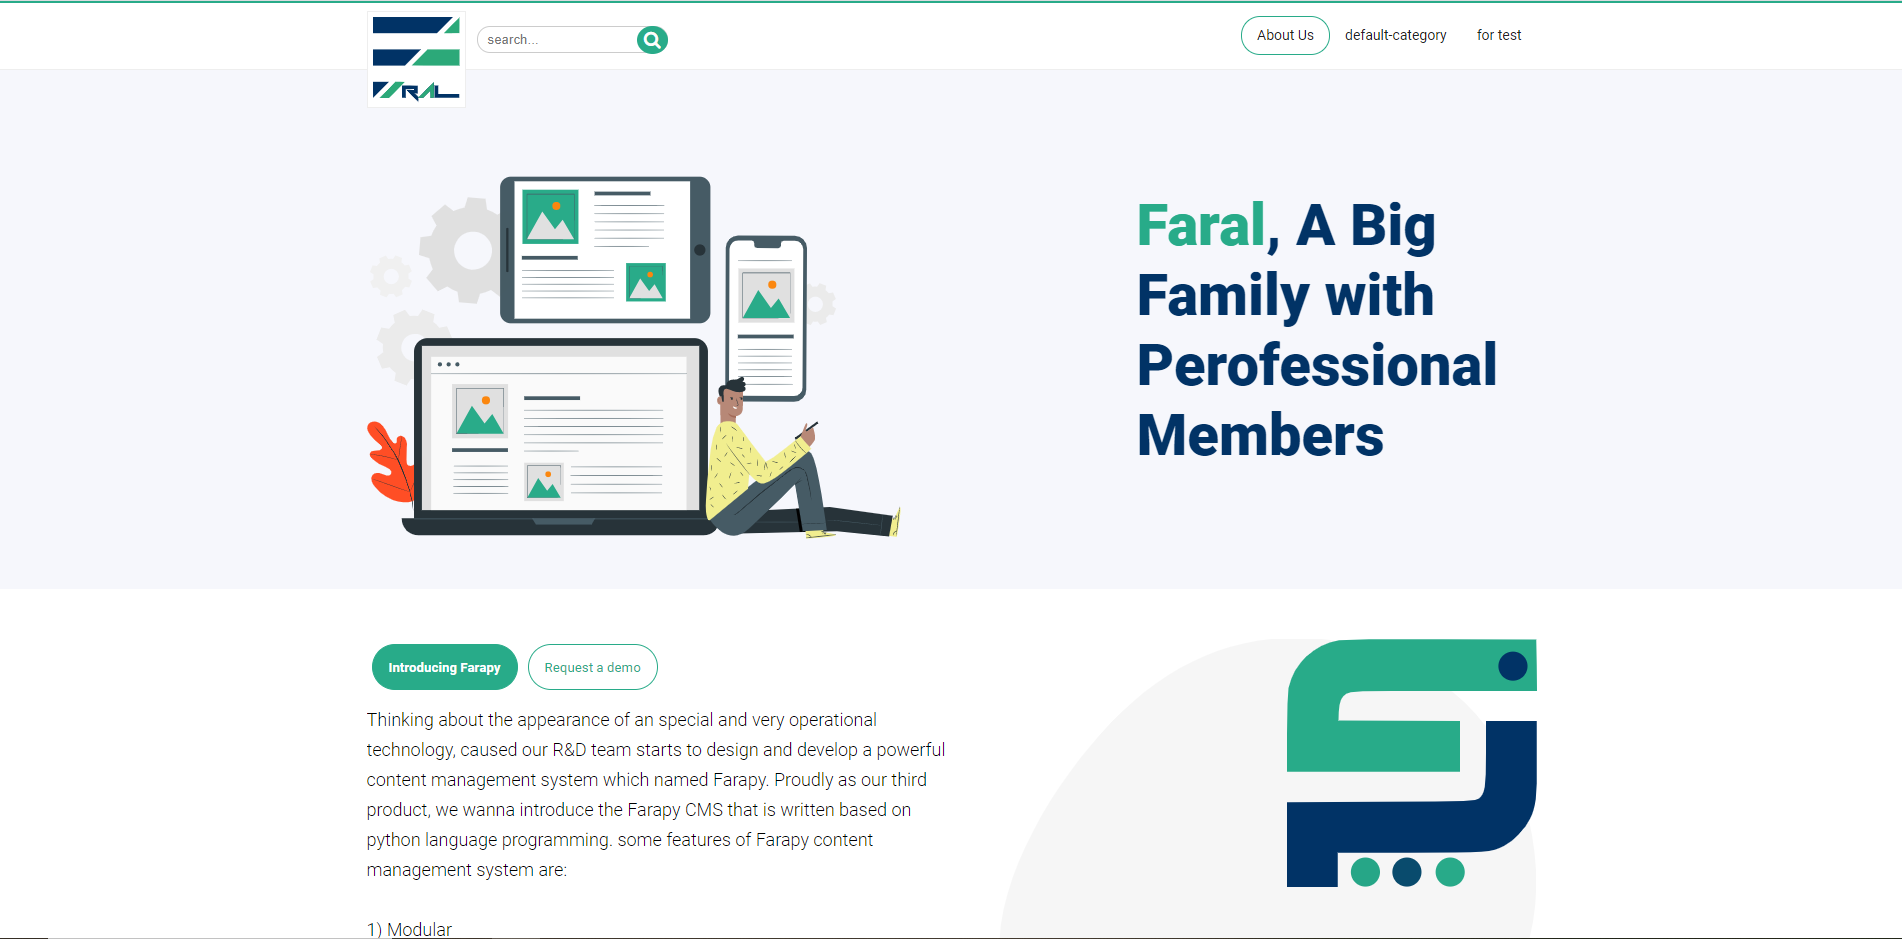 search...
About Us
default-category
for test
Faral, A Big
Family with
Perofessional
Members
Introducing Farapy
Request a demo
Thinking about the appearance of an special and very operational
technology, caused our R&D team starts to design and develop a powerful
content management system which named Farapy. Proudly as our third
product, we wanna introduce the Farapy CMS that is written based on
python language programming. some features of Farapy content
management system are:
1) Modular